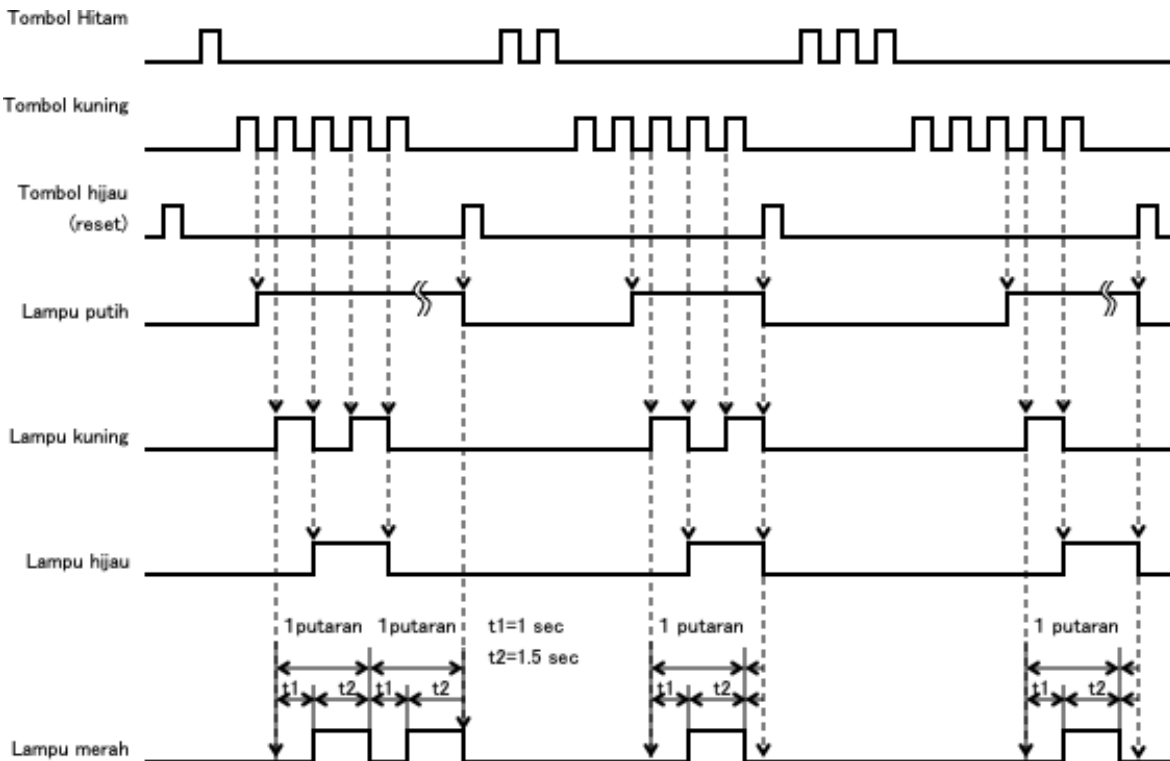 Tombol Hitam
Tombol kuning
Tombol hijau
(reset)
Lampu putih
Lampu kuning
Lampu hijau
1putaran 1putaran t1=1 sec 1 putaran 1 putaran
t2=1.5 sec
t1 t2 t1 t2 t1 t2 t1 t2
Lampu merah